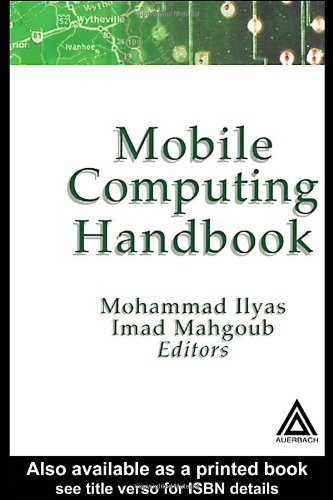 Wytheville
81
Ivanhoe
Mobile
Computing
Handbook
Mohammad Ilyas
Imad Mahgoub
Editors
AUERBACH
Also available as a printed book
see title verso for ISBN details